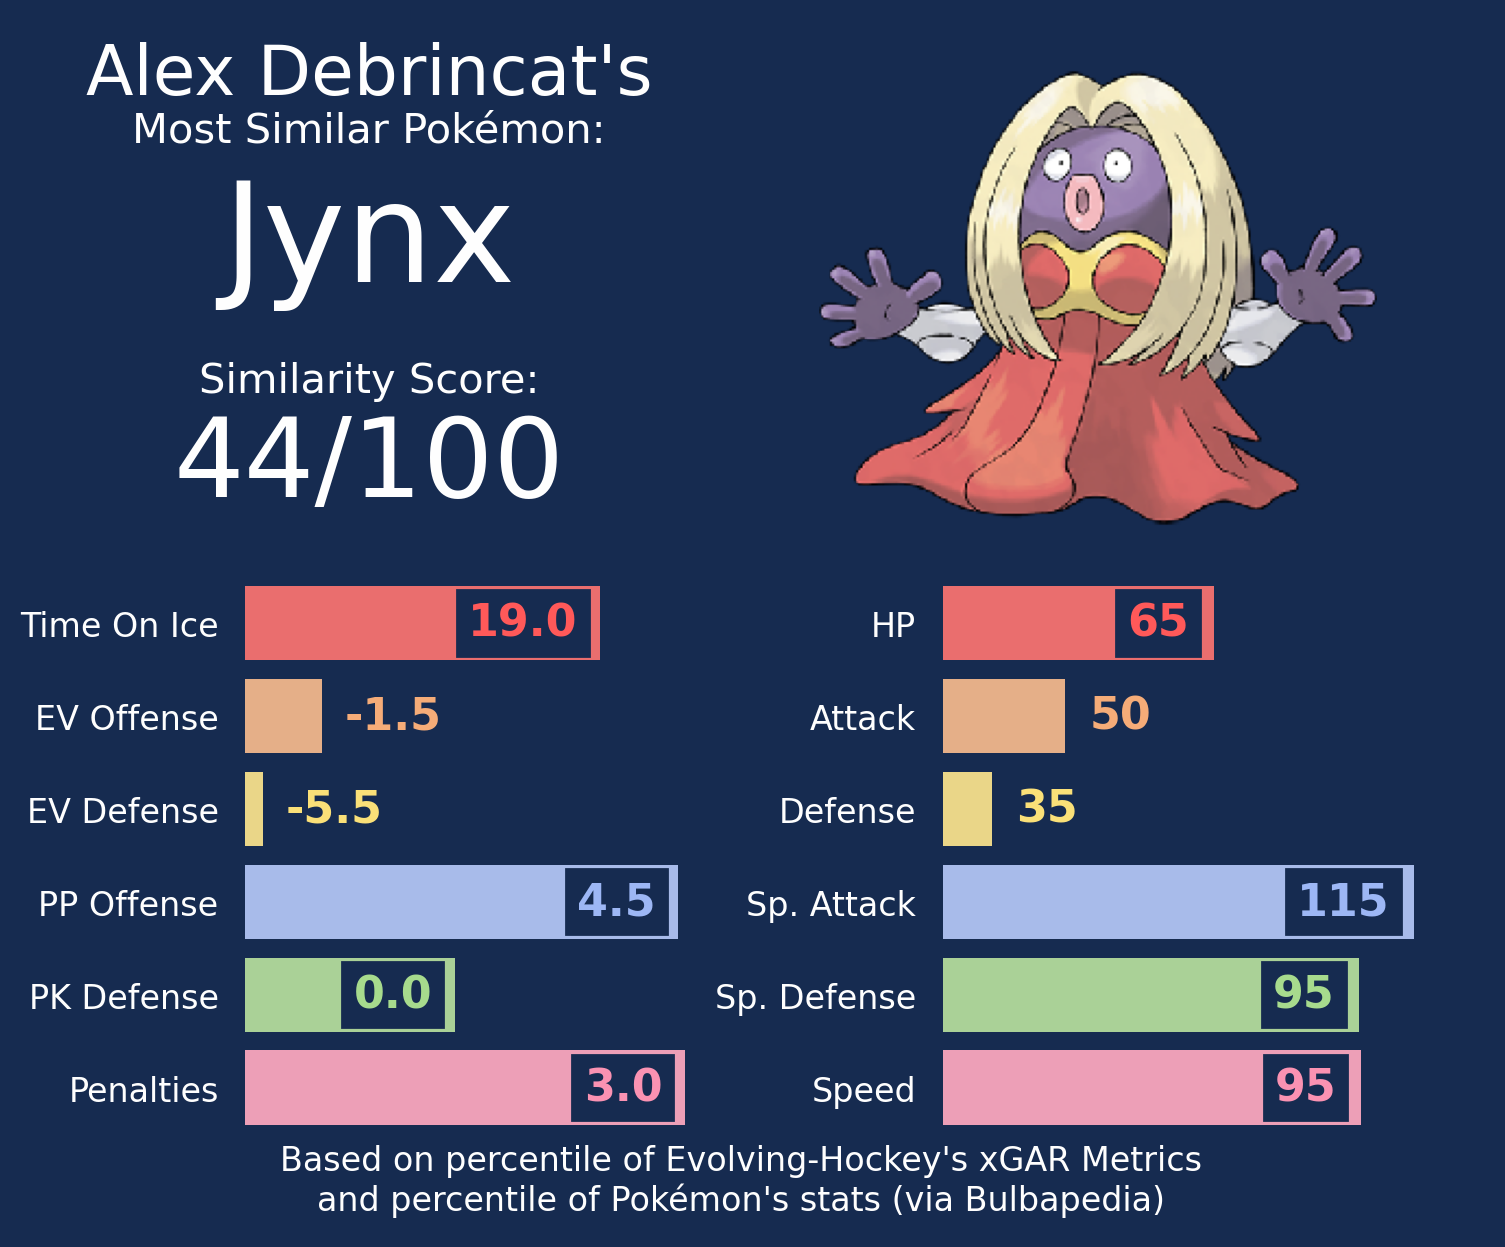 Alex Debrincat's
Most Similar Pokémon:
Jynx
Similarity Score:
44/100
Time On Ice 19.0
EV Offense -1.5
EV Defense -5.5
PP Offense 4.5
PK Defense 0.0
Penalties 3.0
HP 65
Attack 50
Defense 35
Sp. Attack 115
Sp. Defense 95
Speed 95
Based on percentile of Evolving-Hockey's xGAR Metrics
and percentile of Pokémon's stats (via Bulbapedia)